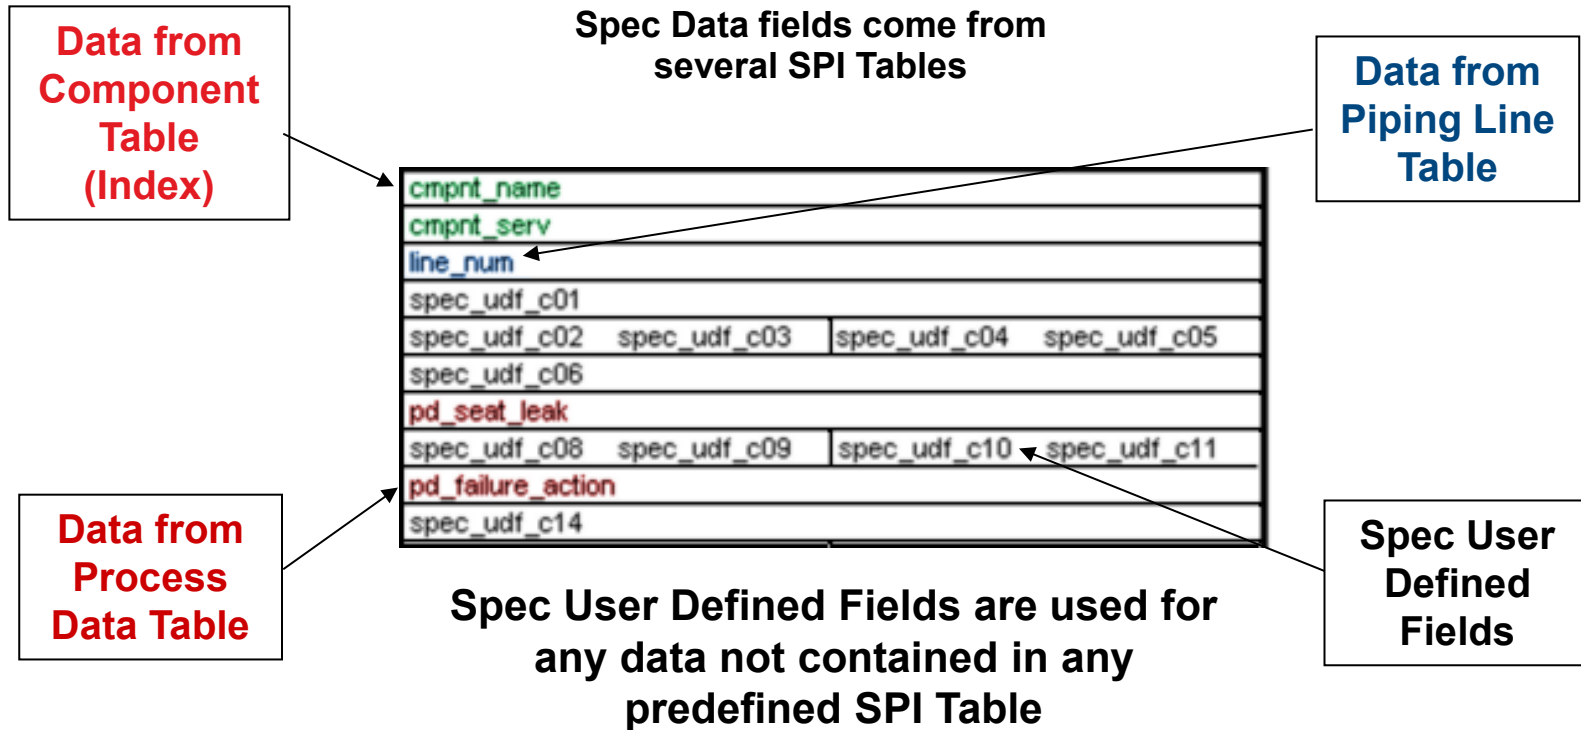 Spec Data fields come from
several SPI Tables
Data from
Component
Table
(Index)
Data from
Piping Line
Table
cmpnt_name
cmpnt_serv
line_num
spec_udf_c01
spec_udf_c02 spec_udf_c03 spec_udf_c04 spec_udf_c05
spec_udf_c06
pd_seat_leak
spec_udf_c08 spec_udf_c09 spec_udf_c10 spec_udf_c11
pd_failure_action
spec_udf_c14
Data from
Process
Data Table
Spec User
Defined
Fields
Spec User Defined Fields are used for
any data not contained in any
predefined SPI Table